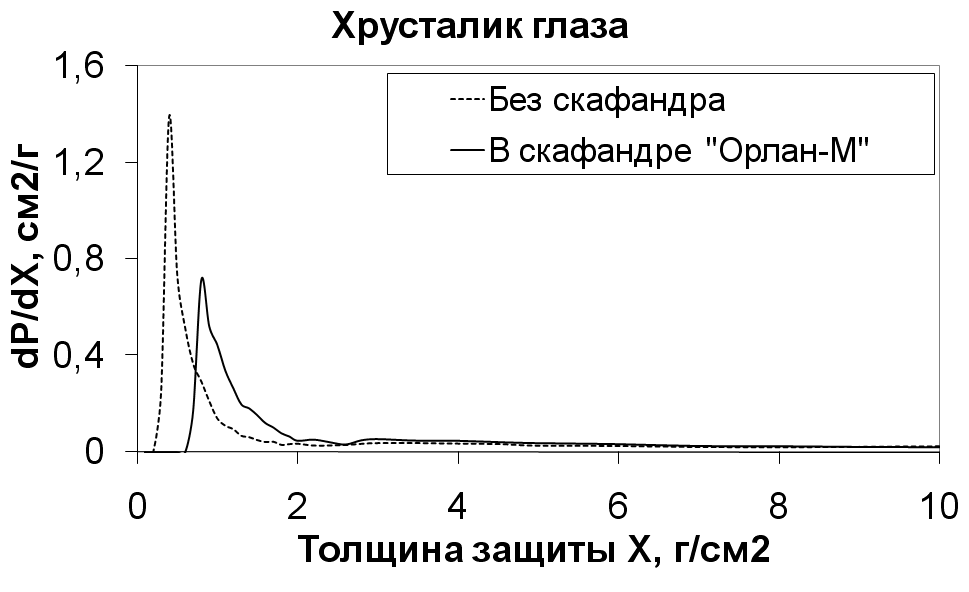 Хрусталик глаза
Без скафандра
В скафандре "Орлан-М"
dP/dX, см2/г
1,6
1,2
0,8
0,4
0
0 2 4 6 8 10
Толщина защиты X, г/см2